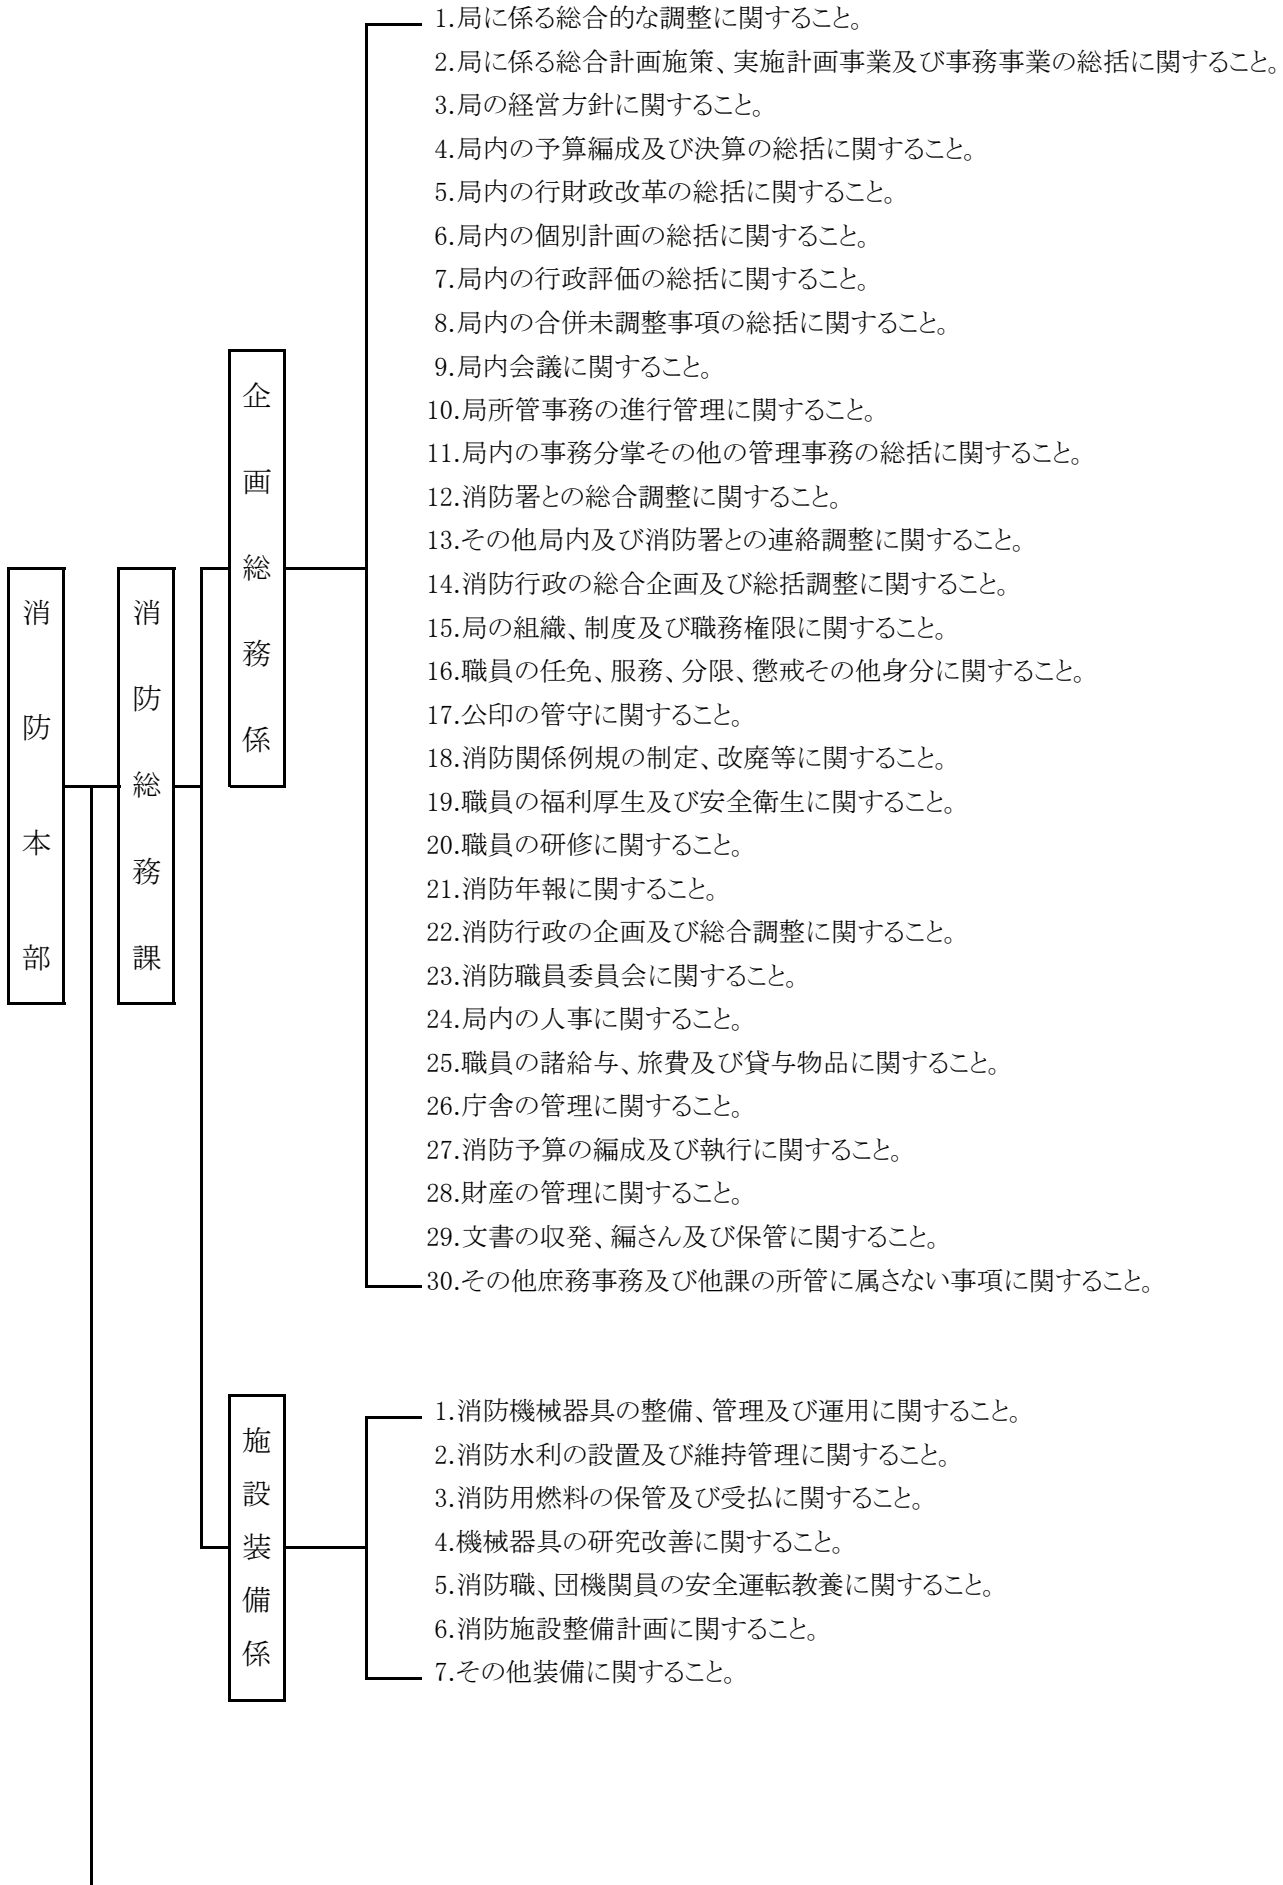 消防本部
消防総務課
企画総務係
1.局に係る総合的な調整に関すること。
2.局に係る総合計画施策、実施計画事業及び事務事業の総括に関すること。
3.局の経営方針に関すること。
4.局内の予算編成及び決算の総括に関すること。
5.局内の行財政改革の総括に関すること。
6.局内の個別計画の総括に関すること。
7.局内の行政評価の総括に関すること。
8.局内の合併未調整事項の総括に関すること。
9.局内会議に関すること。
10.局所管事務の進行管理に関すること。
11.局内の事務分掌その他の管理事務の総括に関すること。
12.消防署との総合調整に関すること。
13.その他局内及び消防署との連絡調整に関すること。
14.消防行政の総合企画及び総括調整に関すること。
15.局の組織、制度及び職務権限に関すること。
16.職員の任免、服務、分限、懲戒その他身分に関すること。
17.公印の管守に関すること。
18.消防関係例規の制定、改廃等に関すること。
19.職員の福利厚生及び安全衛生に関すること。
20.職員の研修に関すること。
21.消防年報に関すること。
22.消防行政の企画及び総合調整に関すること。
23.消防職員委員会に関すること。
24.局内の人事に関すること。
25.職員の諸給与、旅費及び貸与物品に関すること。
26.庁舎の管理に関すること。
27.消防予算の編成及び執行に関すること。
28.財産の管理に関すること。
29.文書の収発、編さん及び保管に関すること。
30.その他庶務事務及び他課の所管に属さない事項に関すること。
施設装備係
1.消防機械器具の整備、管理及び運用に関すること。
2.消防水利の設置及び維持管理に関すること。
3.消防用燃料の保管及び受払に関すること。
4.機械器具の研究改善に関すること。
5.消防職、団機関員の安全運転教養に関すること。
6.消防施設整備計画に関すること。
7.その他装備に関すること。